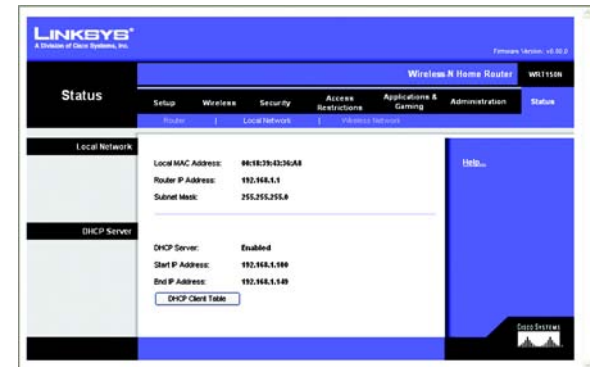 LINKSYS®
A Division of Cisco Systems, Inc.
Firmware Version: v0.00.2
Wireless-N Home Router WRT150N
Status
Setup Wireless Security Access Restrictions Applications & Gaming Administration Status
Router | Local Network | Wireless Network
Local Network
Local MAC Address: 00:18:39:43:36:A8
Router IP Address: 192.168.1.1
Subnet Mask: 255.255.255.0
Help...
DHCP Server
DHCP Server: Enabled
Start IP Address: 192.168.1.100
End IP Address: 192.168.1.149
DHCP Client Table
CISCO SYSTEMS